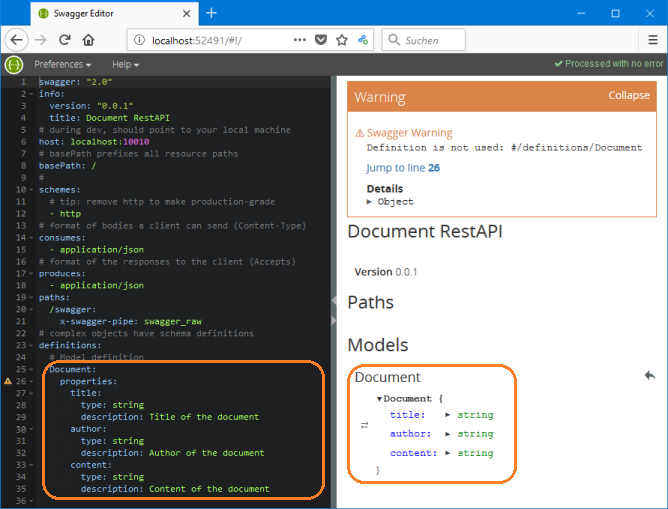 Swagger Editor
localhost:52491/#!/
Suchen
Preferences
Help
Processed with no error
1 swagger: "2.0"
2 info:
3 version: "0.0.1"
4 title: Document RestAPI
5 # during dev, should point to your local machine
6 host: localhost:10010
7 # basePath prefixes all resource paths
8 basePath: /
9 #
10 schemes:
11 # tip: remove http to make production-grade
12 - http
13 # format of bodies a client can send (Content-Type)
14 consumes:
15 - application/json
16 # format of the responses to the client (Accepts)
17 produces:
18 - application/json
19 paths:
20 /swagger:
21 x-swagger-pipe: swagger_raw
22 # complex objects have schema definitions
23 definitions:
24 # Model definition
25 Document:
26 properties:
27 title:
28 type: string
29 description: Title of the document
30 author:
31 type: string
32 description: Author of the document
33 content:
34 type: string
35 description: Content of the document
36
Warning
Collapse
Swagger Warning
Definition is not used: #/definitions/Document
Jump to line 26
Details
Object
Document RestAPI
Version 0.0.1
Paths
Models
Document
Document {
title: string
author: string
content: string
}